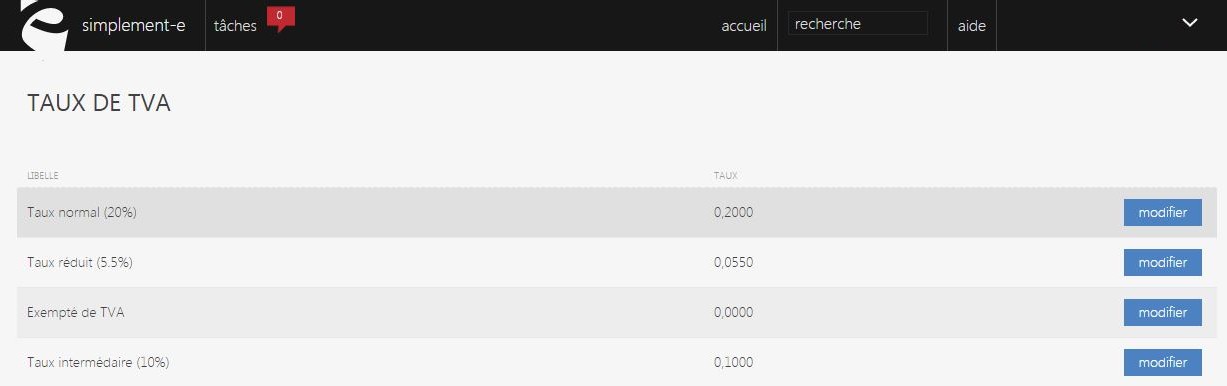 simplement-e tâches 0 accueil recherche aide
TAUX DE TVA
LIBELLE TAUX
Taux normal (20%) 0,2000 modifier
Taux réduit (5.5%) 0,0550 modifier
Exempté de TVA 0,0000 modifier
Taux intermédaire (10%) 0,1000 modifier